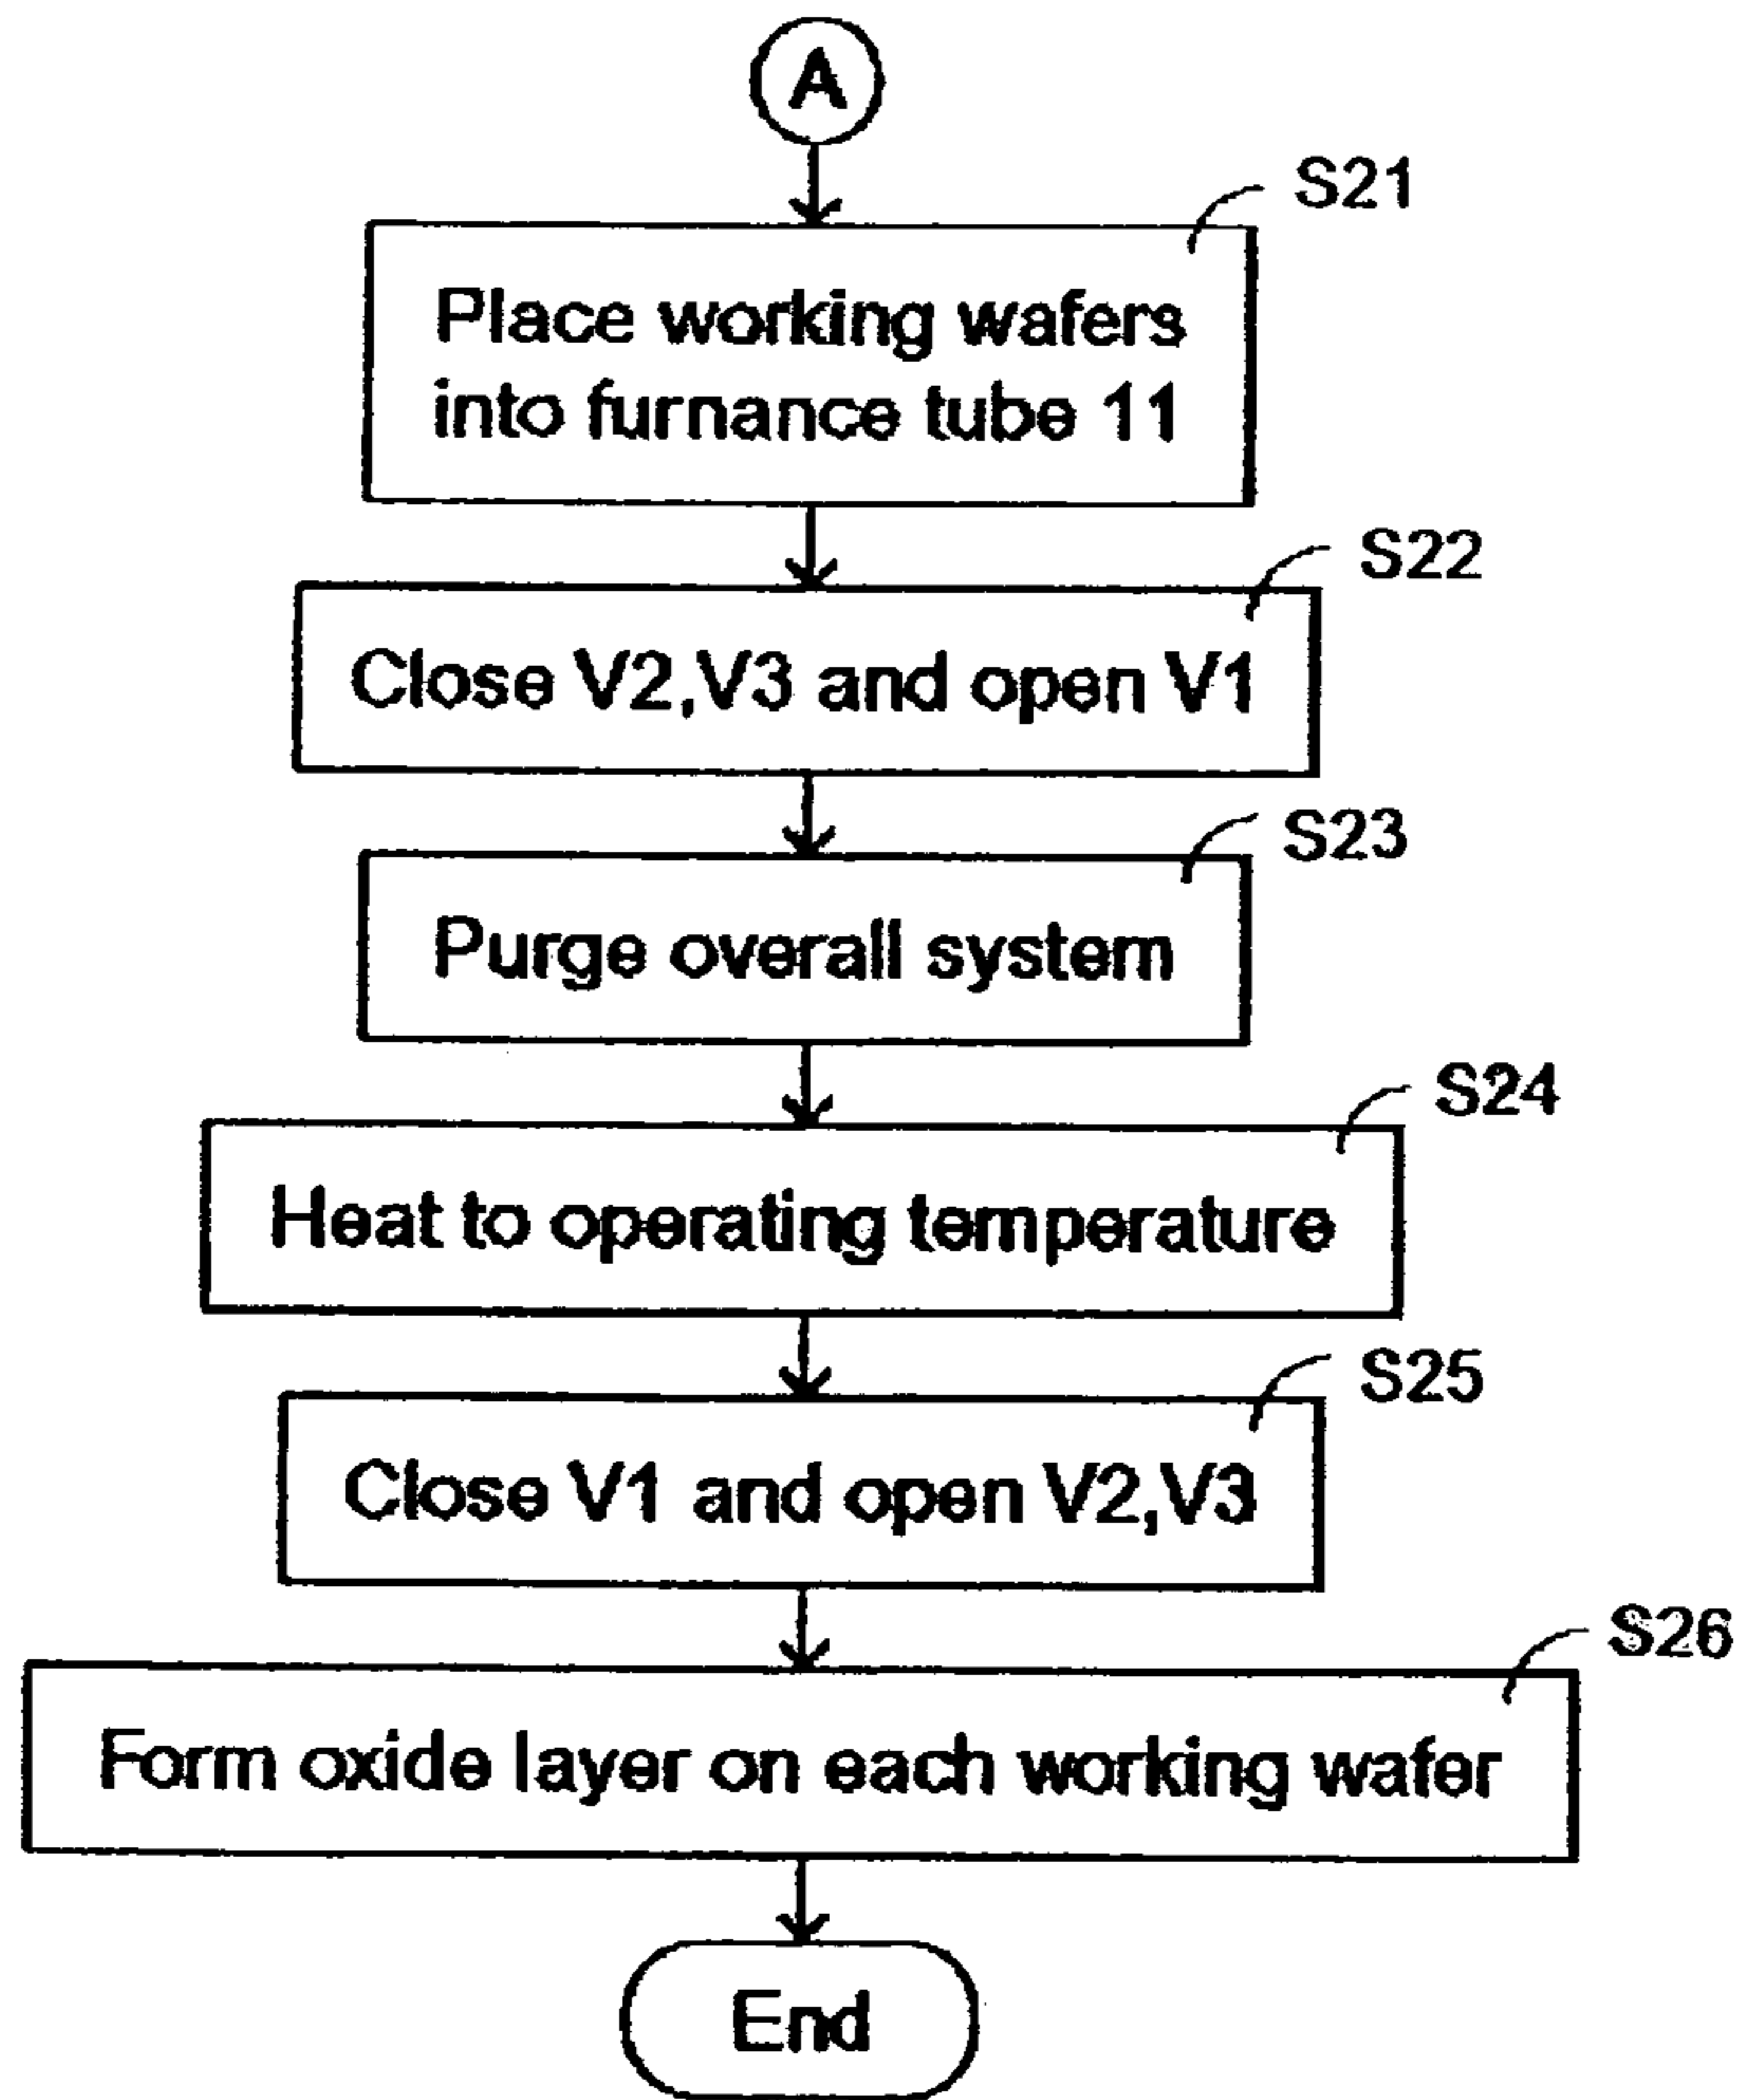 A
S21
Place working wafers
into furnance tube 11
S22
Close V2,V3 and open V1
S23
Purge overall system
S24
Heat to operating temperature
S25
Close V1 and open V2,V3
S26
Form oxide layer on each working wafer
End